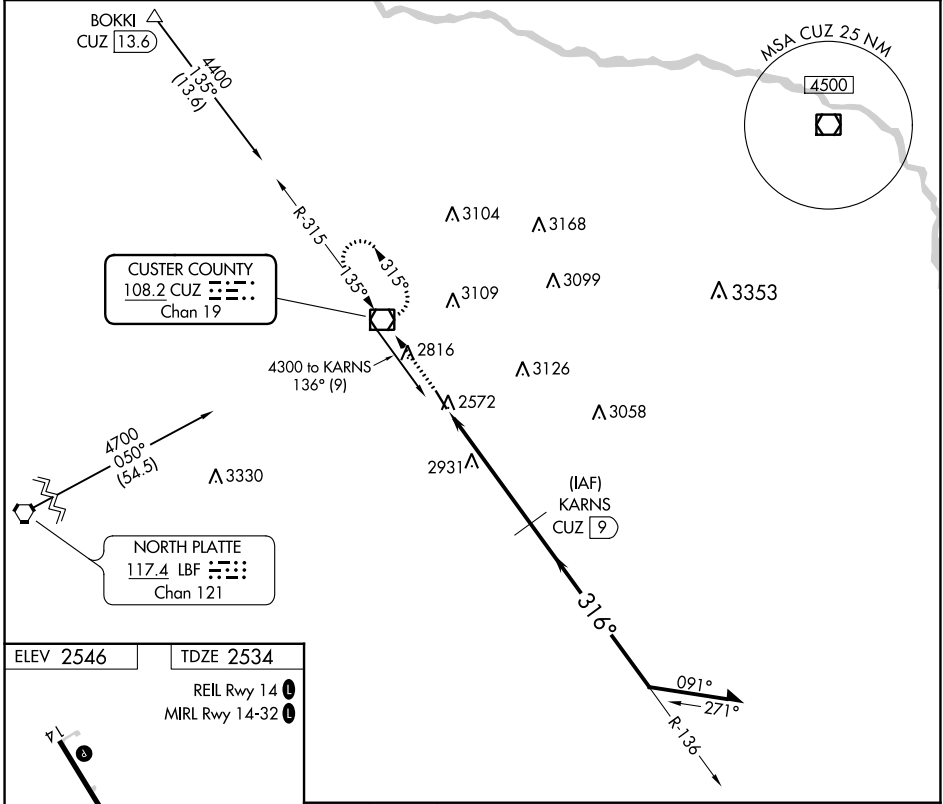 BOKKI
CUZ 13.6
4400
135°
(13.6)
MSA CUZ 25 NM
4500
R-315
135°
315°
3104
3168
3109
3099
3353
CUSTER COUNTY
108.2 CUZ
Chan 19
2816
4300 to KARNS
136° (9)
3126
2572
3058
4700
050°
(54.5)
3330
2931
(IAF)
KARNS
CUZ 9
NORTH PLATTE
117.4 LBF
Chan 121
316°
091°
271°
R-136
ELEV 2546
TDZE 2534
REIL Rwy 14 L
MIRL Rwy 14-32 L
14
P